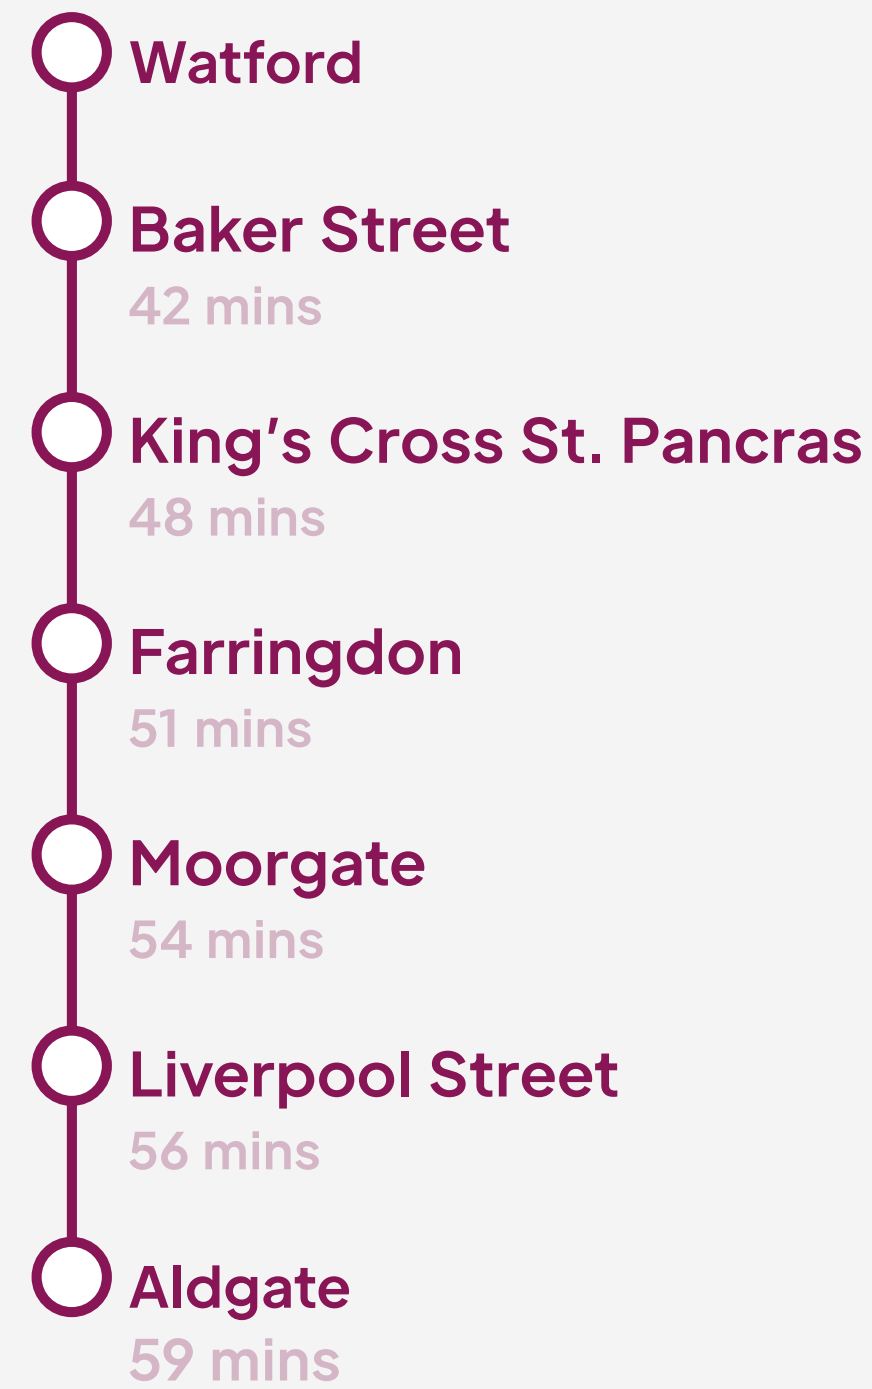 Watford
Baker Street
42 mins
King’s Cross St. Pancras
48 mins
Farringdon
51 mins
Moorgate
54 mins
Liverpool Street
56 mins
Aldgate
59 mins